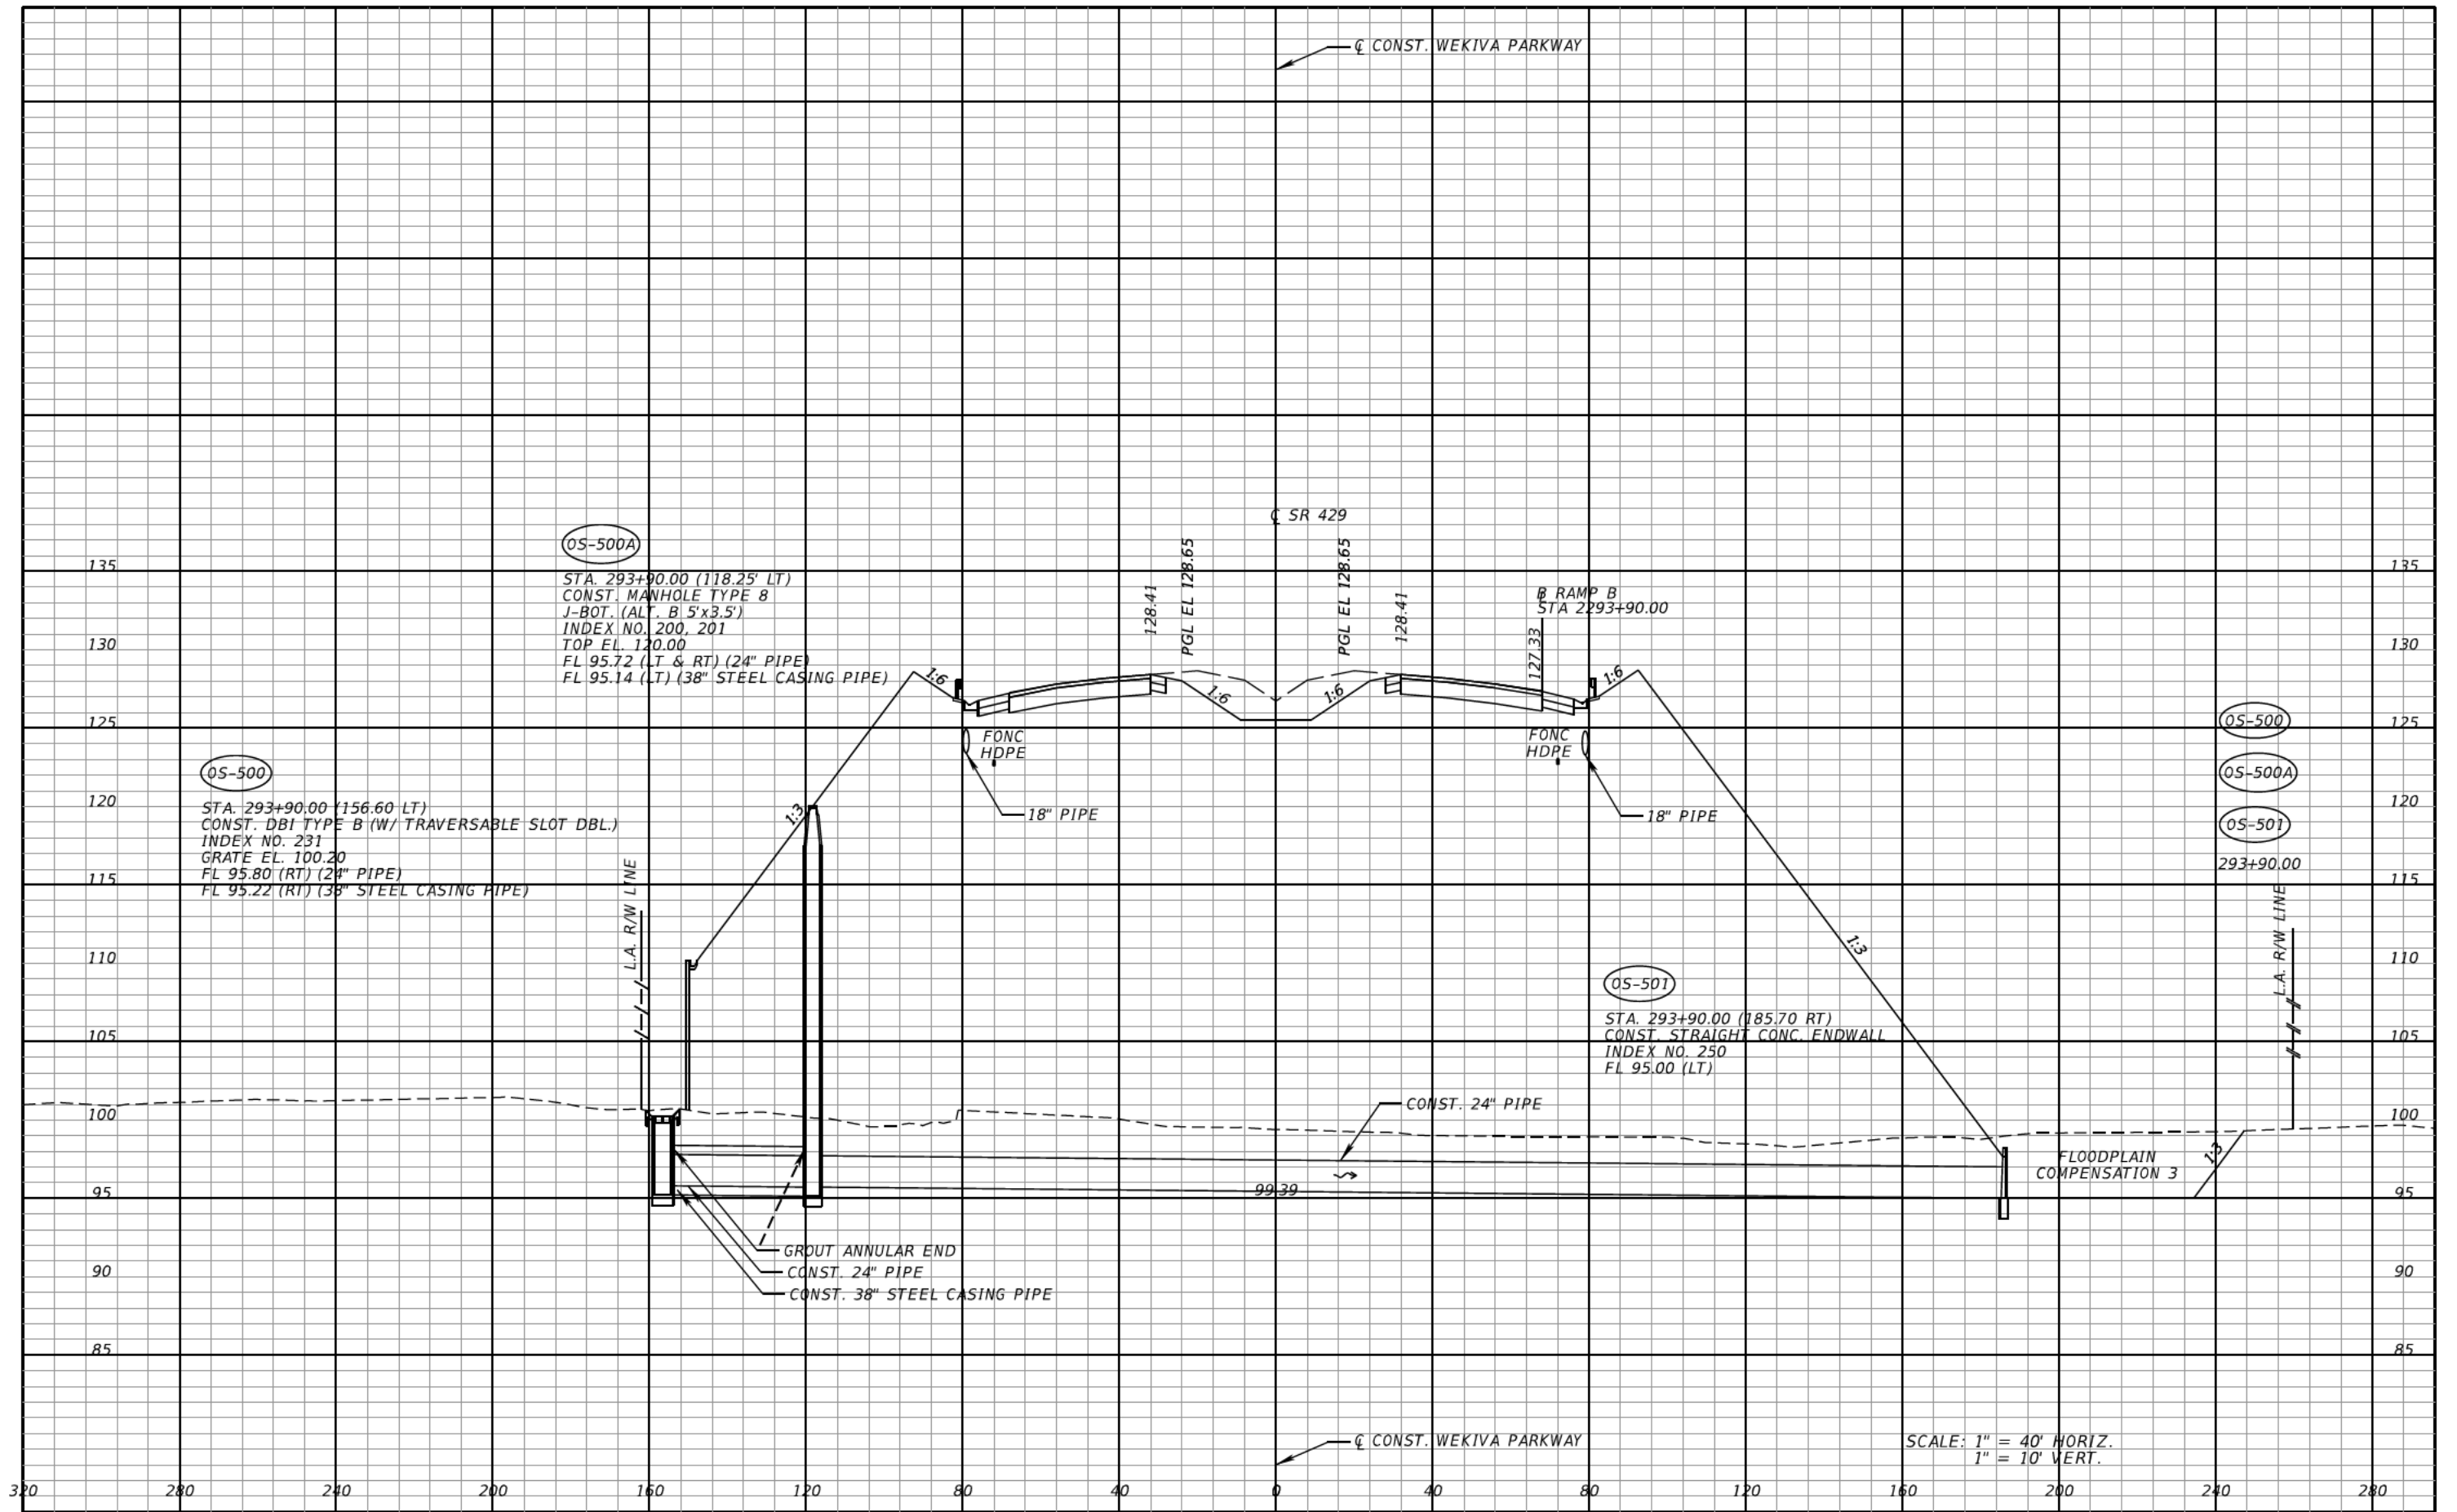 ℄ CONST. WEKIVA PARKWAY
℄ SR 429
OS-500A
STA. 293+90.00 (118.25' LT)
CONST. MANHOLE TYPE 8
J-BOT. (ALT. B 5'x3.5')
INDEX NO. 200, 201
TOP EL. 120.00
FL 95.72 (LT & RT) (24" PIPE)
FL 95.14 (LT) (38" STEEL CASING PIPE)
128.41
PGL EL 128.65
PGL EL 128.65
128.41
127.33
B RAMP B
STA 2293+90.00
135
135
130
130
1:6
1:6
1:6
1:6
125
125
FONC
HDPE
FONC
HDPE
18" PIPE
18" PIPE
OS-500
STA. 293+90.00 (156.60 LT)
CONST. DBI TYPE B (W/ TRAVERSABLE SLOT DBL.)
INDEX NO. 231
GRATE EL. 100.20
FL 95.80 (RT) (24" PIPE)
FL 95.22 (RT) (38" STEEL CASING PIPE)
OS-500
OS-500A
OS-501
293+90.00
120
120
1:3
115
115
L.A. R/W LINE
L.A. R/W LINE
110
110
1:3
OS-501
STA. 293+90.00 (185.70 RT)
CONST. STRAIGHT CONC. ENDWALL
INDEX NO. 250
FL 95.00 (LT)
105
105
100
100
CONST. 24" PIPE
FLOODPLAIN
COMPENSATION 3
1:3
99.39
95
95
GROUT ANNULAR END
CONST. 24" PIPE
CONST. 38" STEEL CASING PIPE
90
90
85
85
℄ CONST. WEKIVA PARKWAY
SCALE: 1" = 40' HORIZ.
1" = 10' VERT.
320 280 240 200 160 120 80 40 0 40 80 120 160 200 240 280